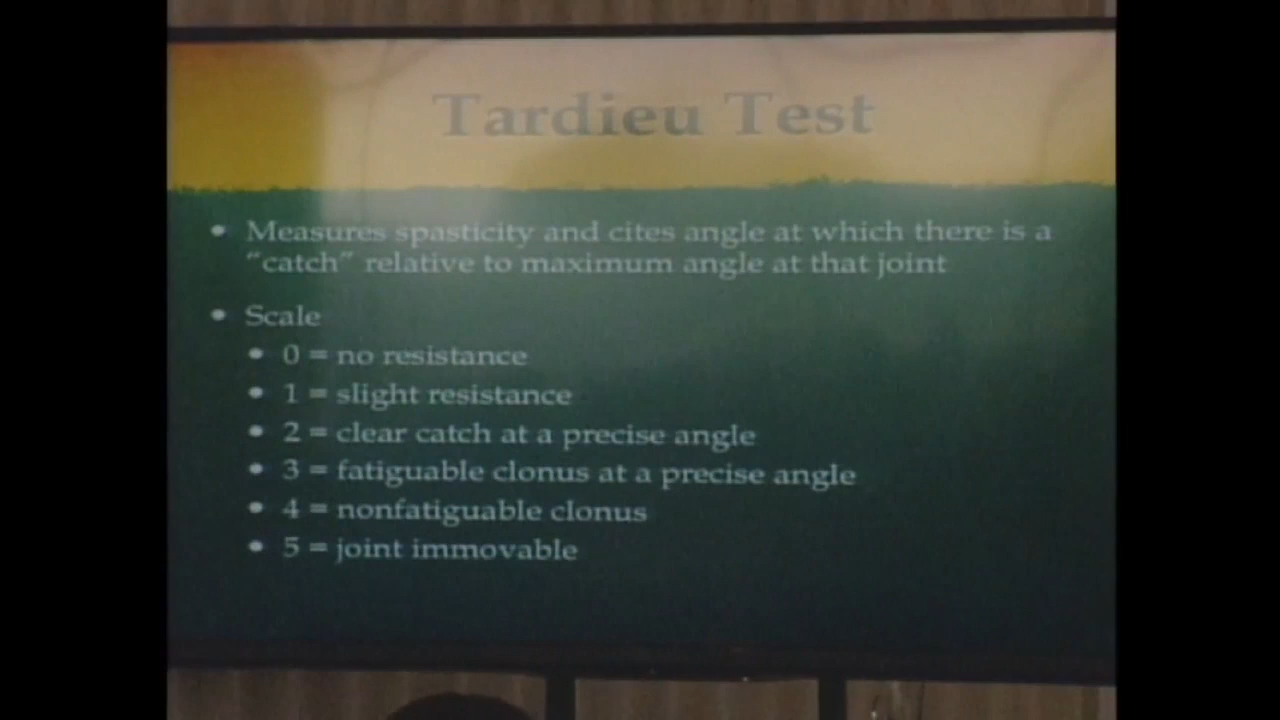 Tardieu Test
• Measures spasticity and cites angle at which there is a
“catch” relative to maximum angle at that joint
• Scale
• 0 = no resistance
• 1 = slight resistance
• 2 = clear catch at a precise angle
• 3 = fatiguable clonus at a precise angle
• 4 = nonfatiguable clonus
• 5 = joint immovable